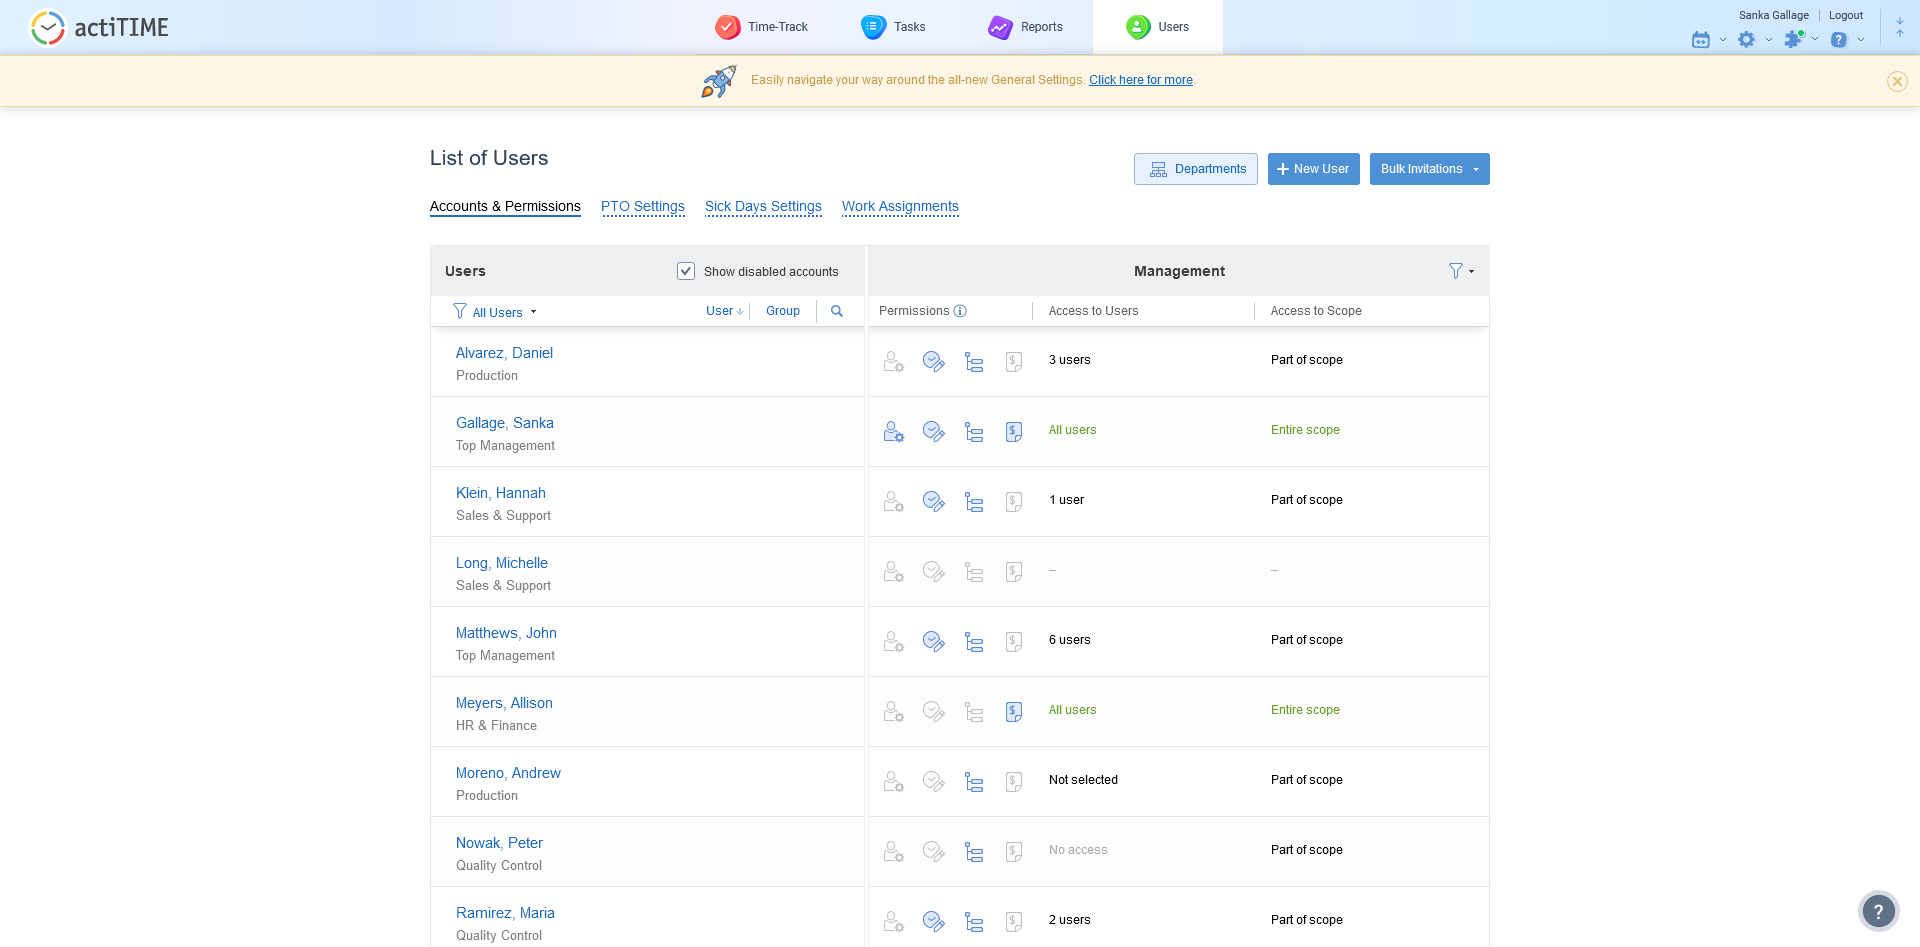 actiTIME
Time-Track
Tasks
Reports
Users
Sanka Gallage
Logout
Easily navigate your way around the all-new General Settings. Click here for more.
List of Users
Departments
New User
Bulk Invitations
Accounts & Permissions
PTO Settings
Sick Days Settings
Work Assignments
Users
Show disabled accounts
Management
All Users
User
Group
Permissions
Access to Users
Access to Scope
Alvarez, Daniel
Production
3 users
Part of scope
Gallage, Sanka
Top Management
All users
Entire scope
Klein, Hannah
Sales & Support
1 user
Part of scope
Long, Michelle
Sales & Support
–
–
Matthews, John
Top Management
6 users
Part of scope
Meyers, Allison
HR & Finance
All users
Entire scope
Moreno, Andrew
Production
Not selected
Part of scope
Nowak, Peter
Quality Control
No access
Part of scope
Ramirez, Maria
Quality Control
2 users
Part of scope
?